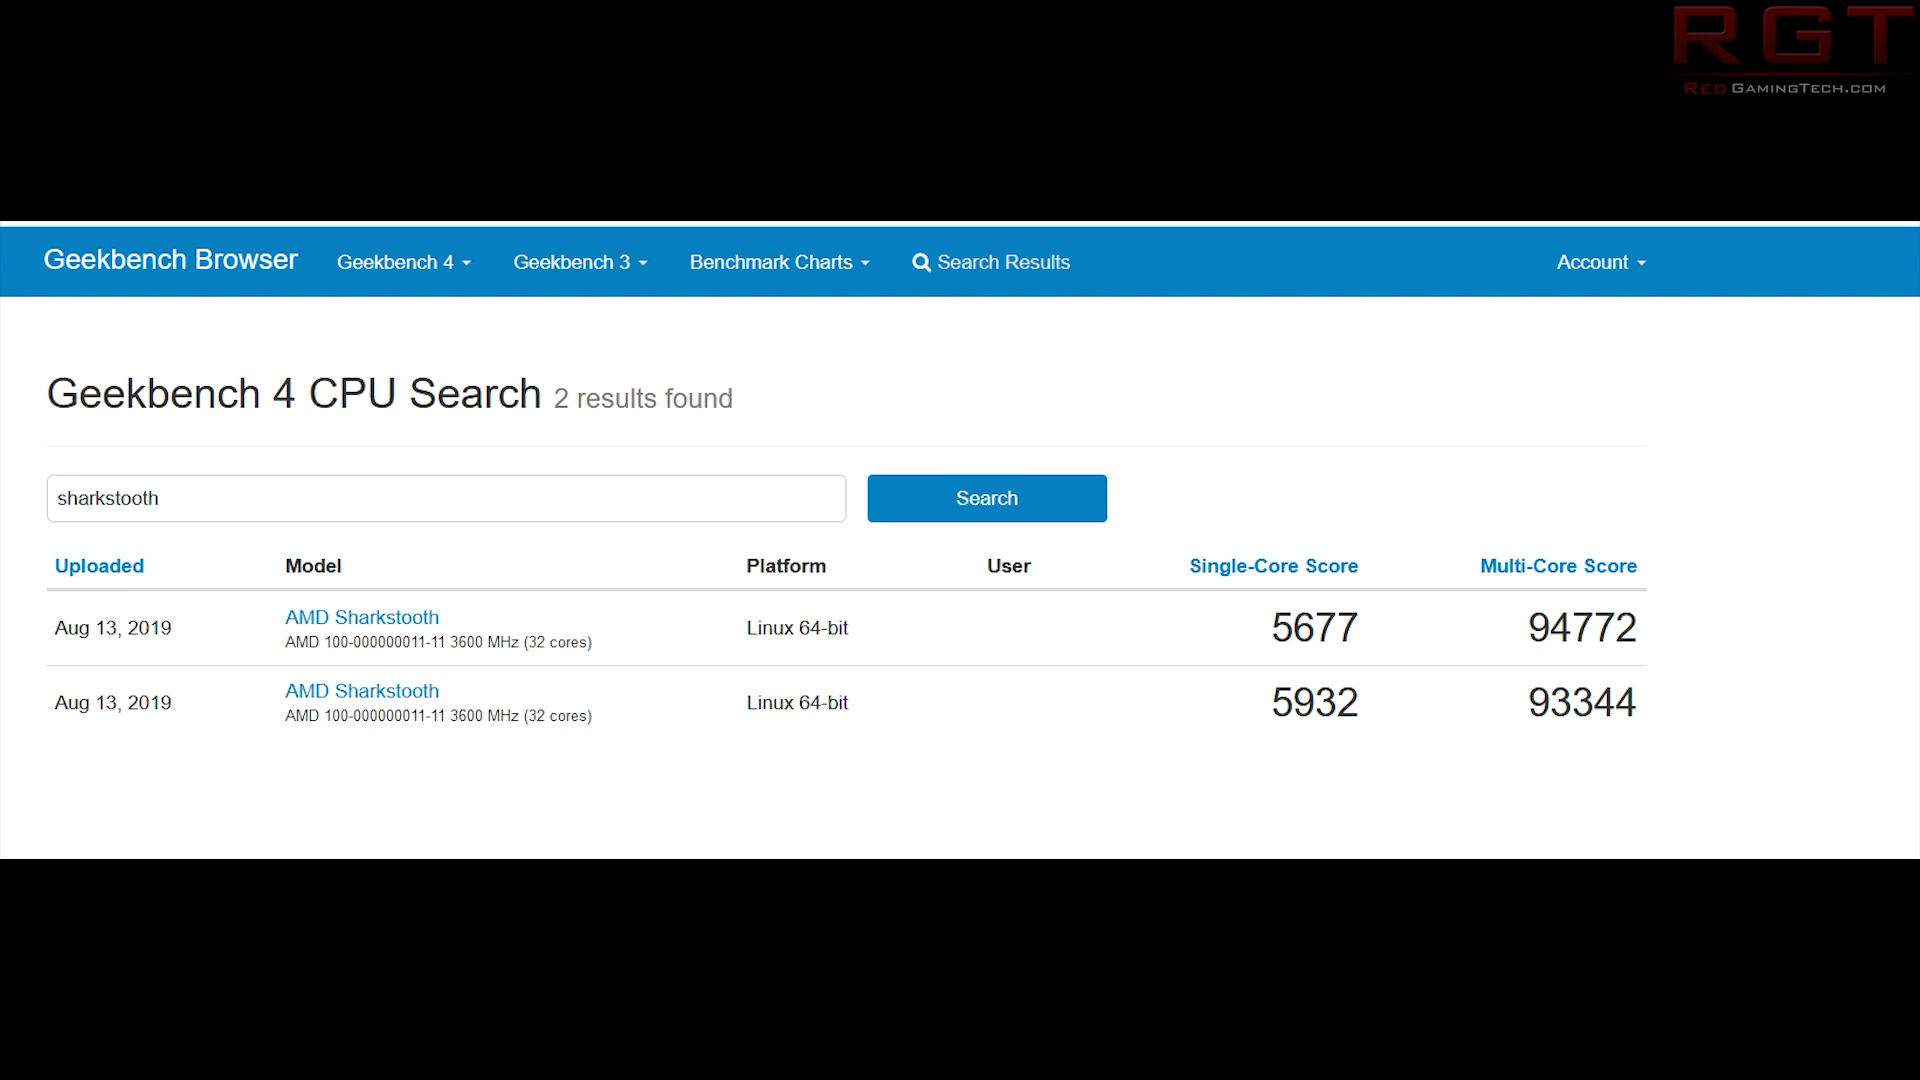 RGT
RedGamingTech.com
Geekbench Browser Geekbench 4 Geekbench 3 Benchmark Charts Search Results Account
Geekbench 4 CPU Search 2 results found
sharkstooth Search
Uploaded Model Platform User Single-Core Score Multi-Core Score
Aug 13, 2019 AMD Sharkstooth Linux 64-bit 5677 94772
AMD 100-000000011-11 3600 MHz (32 cores)
Aug 13, 2019 AMD Sharkstooth Linux 64-bit 5932 93344
AMD 100-000000011-11 3600 MHz (32 cores)